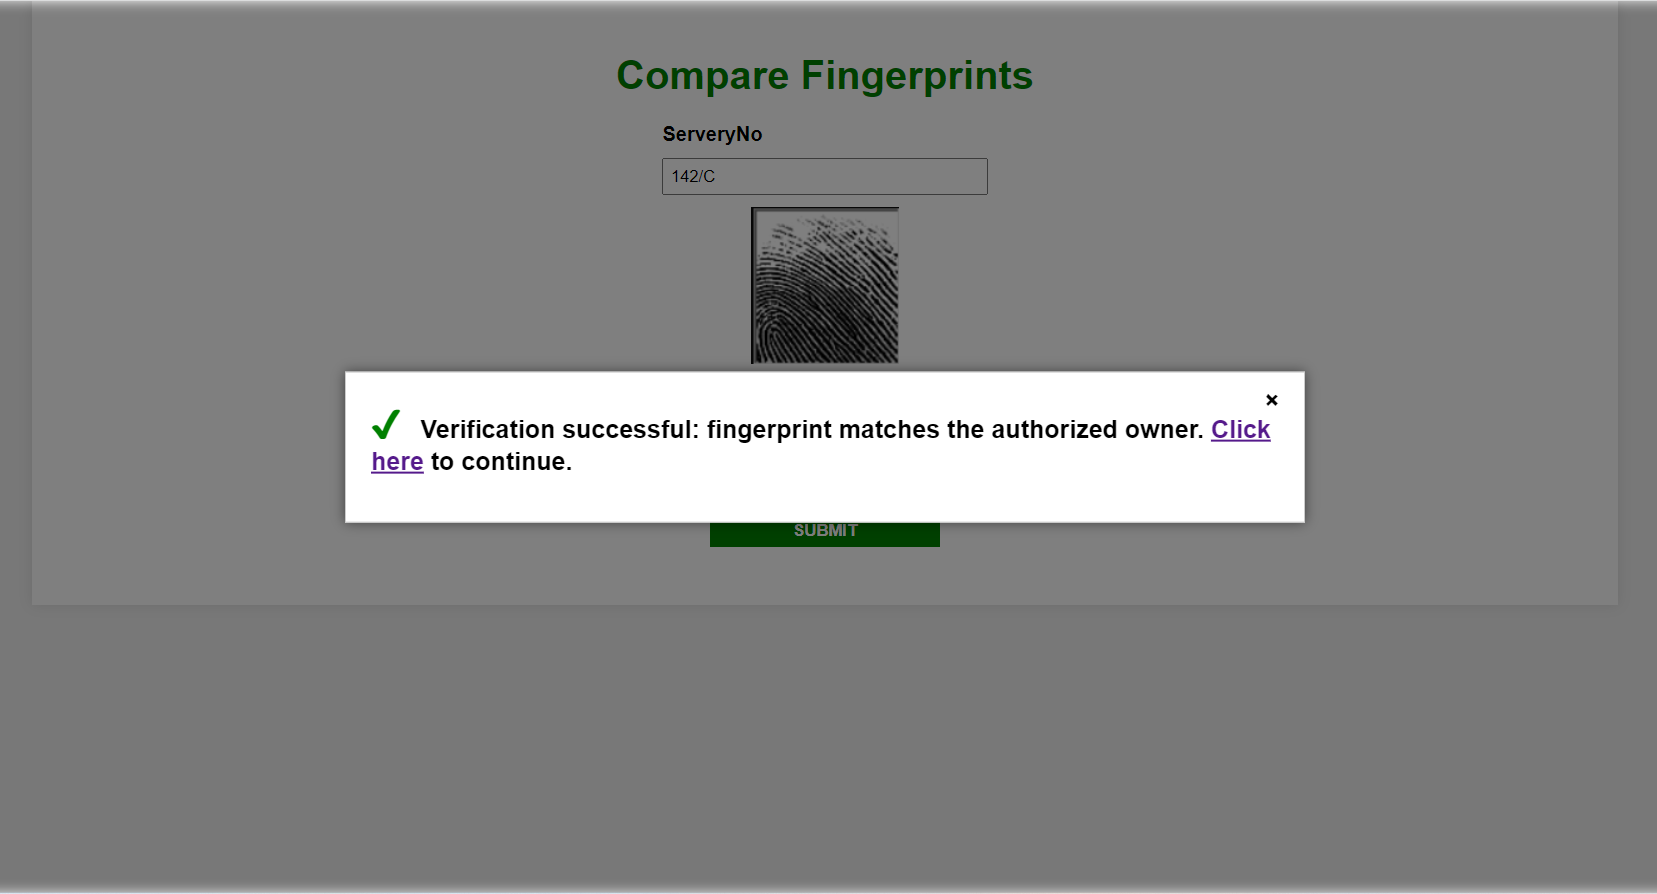 Compare Fingerprints
ServeryNo
142/C
×
✔ Verification successful: fingerprint matches the authorized owner. Click
here to continue.
SUBMIT